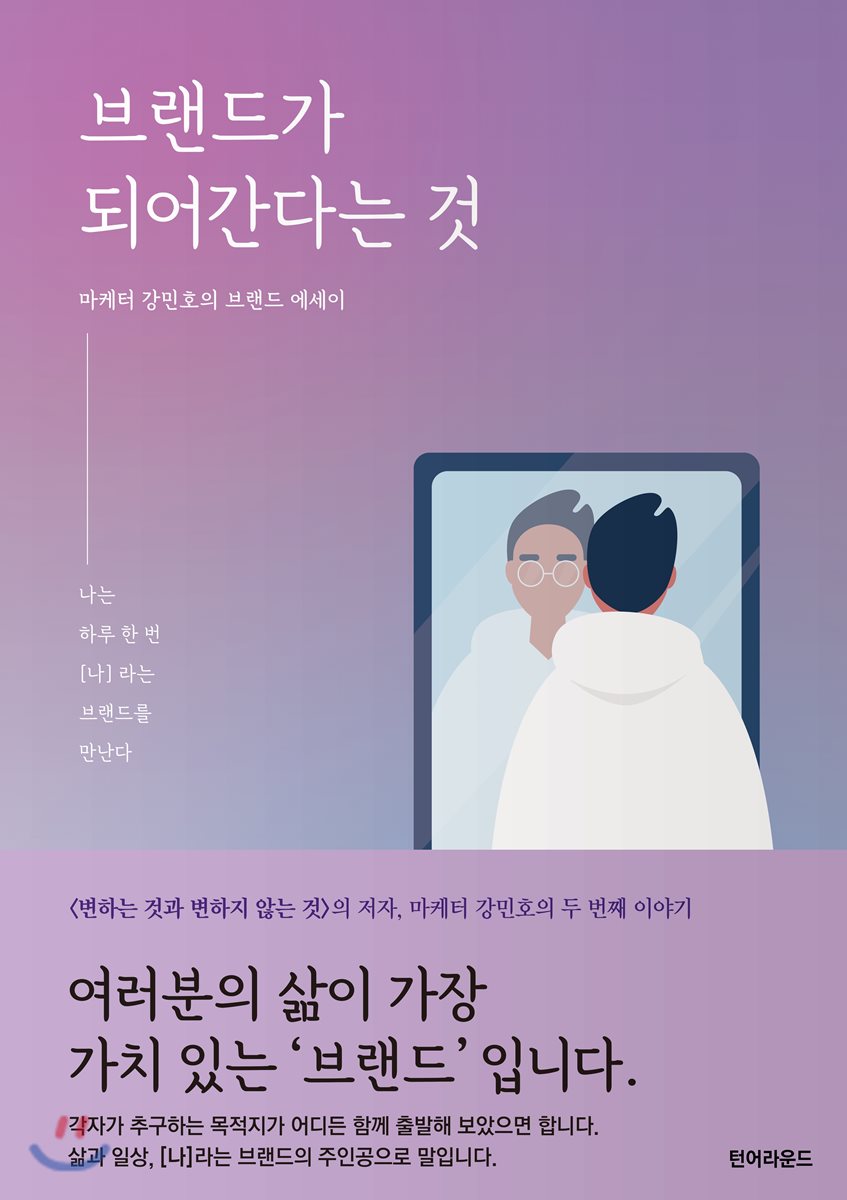 브랜드가
되어간다는 것
마케터 강민호의 브랜드 에세이
나는
하루 한 번
[나] 라는
브랜드를
만난다
〈변하는 것과 변하지 않는 것〉의 저자, 마케터 강민호의 두 번째 이야기
여러분의 삶이 가장
가치 있는 ‘브랜드’ 입니다.
각자가 추구하는 목적지가 어디든 함께 출발해 보았으면 합니다.
삶과 일상, [나]라는 브랜드의 주인공으로 말입니다.
턴어라운드